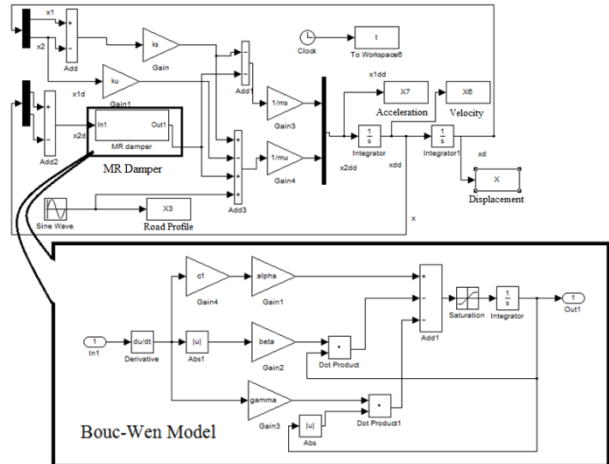 x1
x2
Add
ks
Gain
x1d
ku
Gain1
Add1
Clock
t
To Workspace6
1/ms
Gain3
x1dd
X7
Acceleration
X6
Velocity
x2d
Add2
In1
Out1
MR damper
MR Damper
1/mu
Gain4
Add3
x2dd
1
s
Integrator
xdd
1
s
Integrator1
xd
X
Displacement
x
Sine Wave
X3
Road Profile
c1
Gain4
alpha
Gain1
1
In1
du/dt
Derivative
|u|
Abs1
beta
Gain2
Dot Product
gamma
Gain3
|u|
Abs
Dot Product1
Add1
Saturation
1
s
Integrator
1
Out1
Bouc-Wen Model